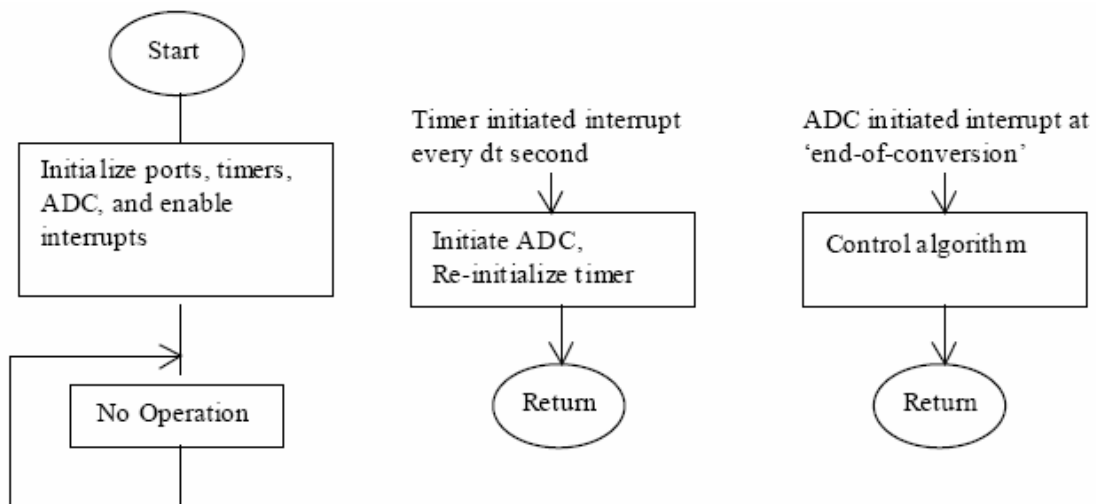 Start
Initialize ports, timers,
ADC, and enable
interrupts
No Operation
Timer initiated interrupt
every dt second
Initiate ADC,
Re-initialize timer
Return
ADC initiated interrupt at
‘end-of-conversion’
Control algorithm
Return